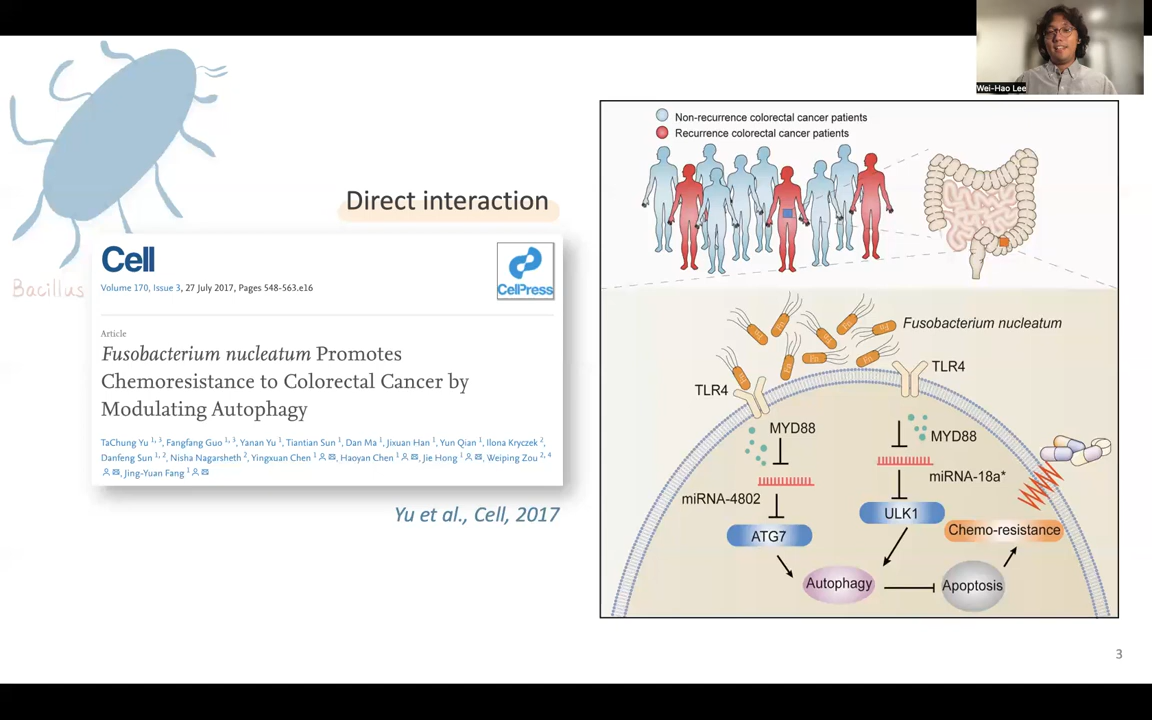 Wei-Hao Lee
Direct interaction
Bacillus
Cell
Volume 170, Issue 3, 27 July 2017, Pages 548-563.e16
CellPress
Article
Fusobacterium nucleatum Promotes
Chemoresistance to Colorectal Cancer by
Modulating Autophagy
TaChung Yu 1, 3, Fangfang Guo 1, 3, Yanan Yu 1, Tiantian Sun 1, Dan Ma 1, Jixuan Han 1, Yun Qian 1, Ilona Kryczek 2,
Danfeng Sun 1, 2, Nisha Nagarsheth 2, Yingxuan Chen 1, Haoyan Chen 1, Jie Hong 1, Weiping Zou 2, 4
, Jing-Yuan Fang 1
Yu et al., Cell, 2017
Non-recurrence colorectal cancer patients
Recurrence colorectal cancer patients
Fusobacterium nucleatum
TLR4
TLR4
MYD88
MYD88
miRNA-18a*
miRNA-4802
ULK1
Chemo-resistance
ATG7
Autophagy
Apoptosis
3